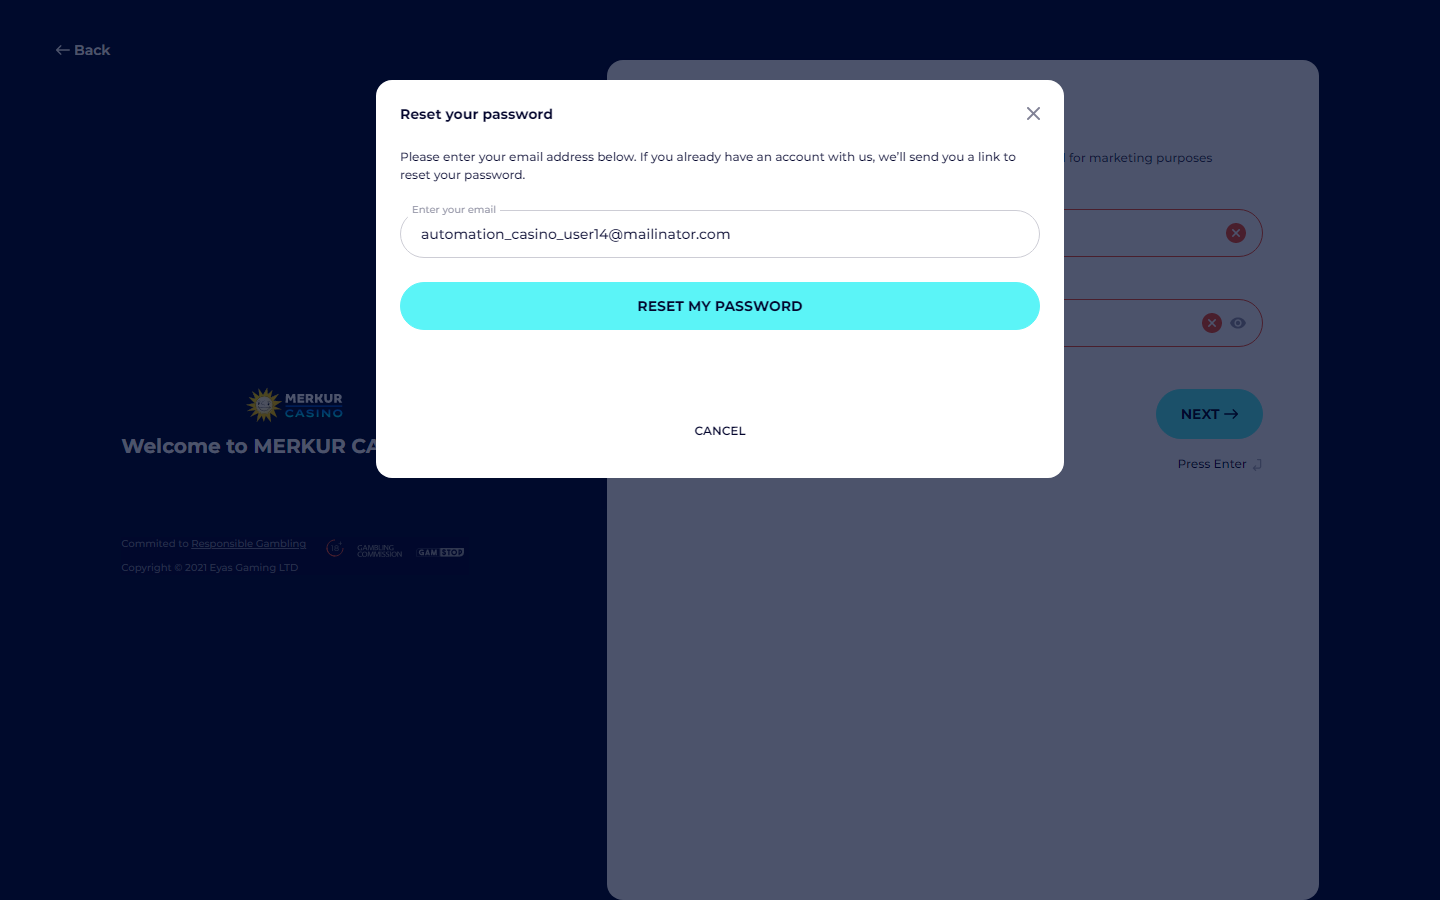 Back
Reset your password
Please enter your email address below. If you already have an account with us, we'll send you a link to
reset your password.
for marketing purposes
Enter your email
automation_casino_user14@mailinator.com
RESET MY PASSWORD
MERKUR
CASINO
Welcome to MERKUR CA
NEXT
CANCEL
Press Enter
Commited to Responsible Gambling
18+
GAMBLING
COMMISSION
GAMSTOP
Copyright © 2021 Eyas Gaming LTD